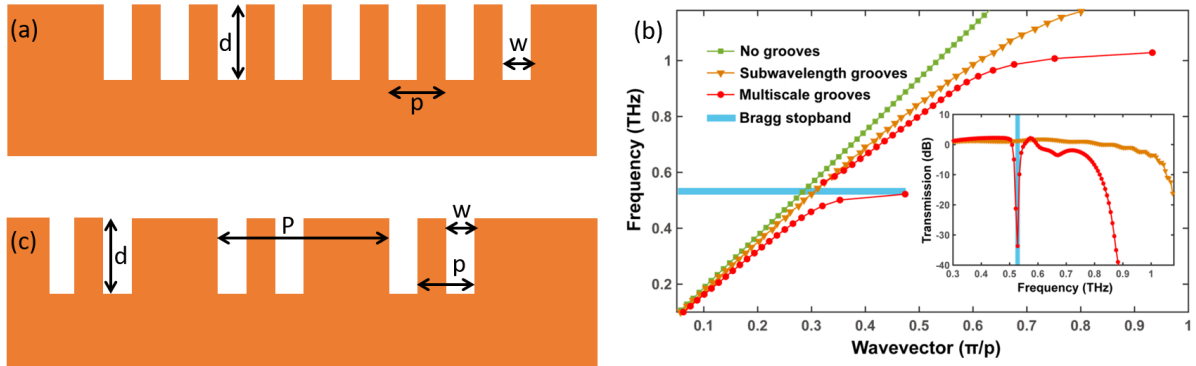 (a)
d
w
p
(b)
No grooves
Subwavelength grooves
Multiscale grooves
Bragg stopband
Frequency (THz)
1
0.8
0.6
0.4
0.2
0.1 0.2 0.3 0.4 0.5 0.6 0.7 0.8 0.9 1
Wavevector (π/p)
Transmission (dB)
10
0
-10
-20
-30
-40
0.3 0.4 0.5 0.6 0.7 0.8 0.9 1
Frequency (THz)
(c)
d
P
w
p